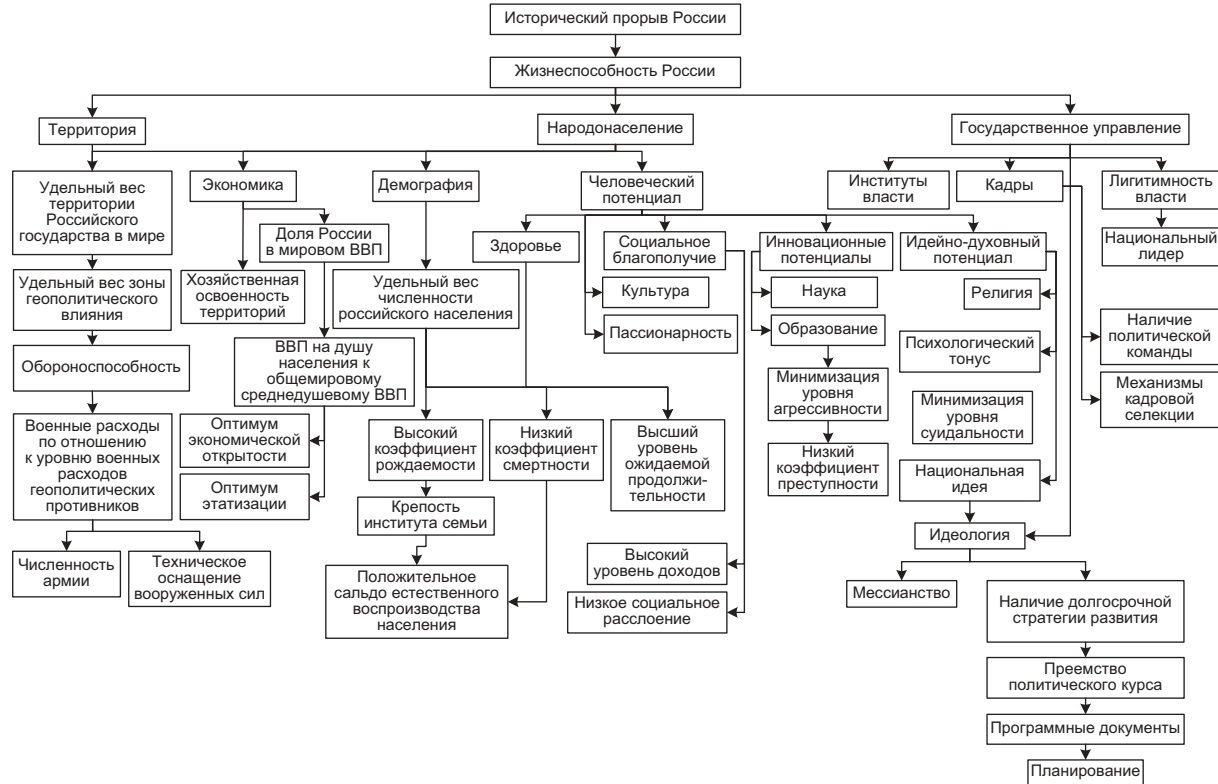 Исторический прорыв России
Жизнеспособность России
Территория
Народонаселение
Государственное управление
Удельный вес
территории
Российского
государства в мире
Экономика
Демография
Человеческий
потенциал
Институты
власти
Кадры
Лигитимность
власти
Доля России
в мировом ВВП
Здоровье
Социальное
благополучие
Инновационные
потенциалы
Идейно-духовный
потенциал
Национальный
лидер
Удельный вес зоны
геополитического
влияния
Хозяйственная
освоенность
территорий
Удельный вес
численности
российского населения
Культура
Наука
Религия
Пассионарность
Образование
Наличие
политической
команды
Обороноспособность
ВВП на душу
населения к
общемировому
среднедушевому ВВП
Психологический
тонус
Минимизация
уровня
агрессивности
Механизмы
кадровой
селекции
Военные расходы
по отношению
к уровню военных
расходов
геополитических
противников
Оптимум
экономической
открытости
Высокий
коэффициент
рождаемости
Низкий
коэффициент
смертности
Высший
уровень
ожидаемой
продолжи-
тельности
Минимизация
уровня
суидальности
Низкий
коэффициент
преступности
Национальная
идея
Оптимум
этатизации
Крепость
института семьи
Идеология
Численность
армии
Техническое
оснащение
вооруженных сил
Высокий
уровень доходов
Положительное
сальдо естественного
воспроизводства
населения
Мессианство
Наличие долгосрочной
стратегии развития
Низкое социальное
расслоение
Преемство
политического курса
Программные документы
Планирование